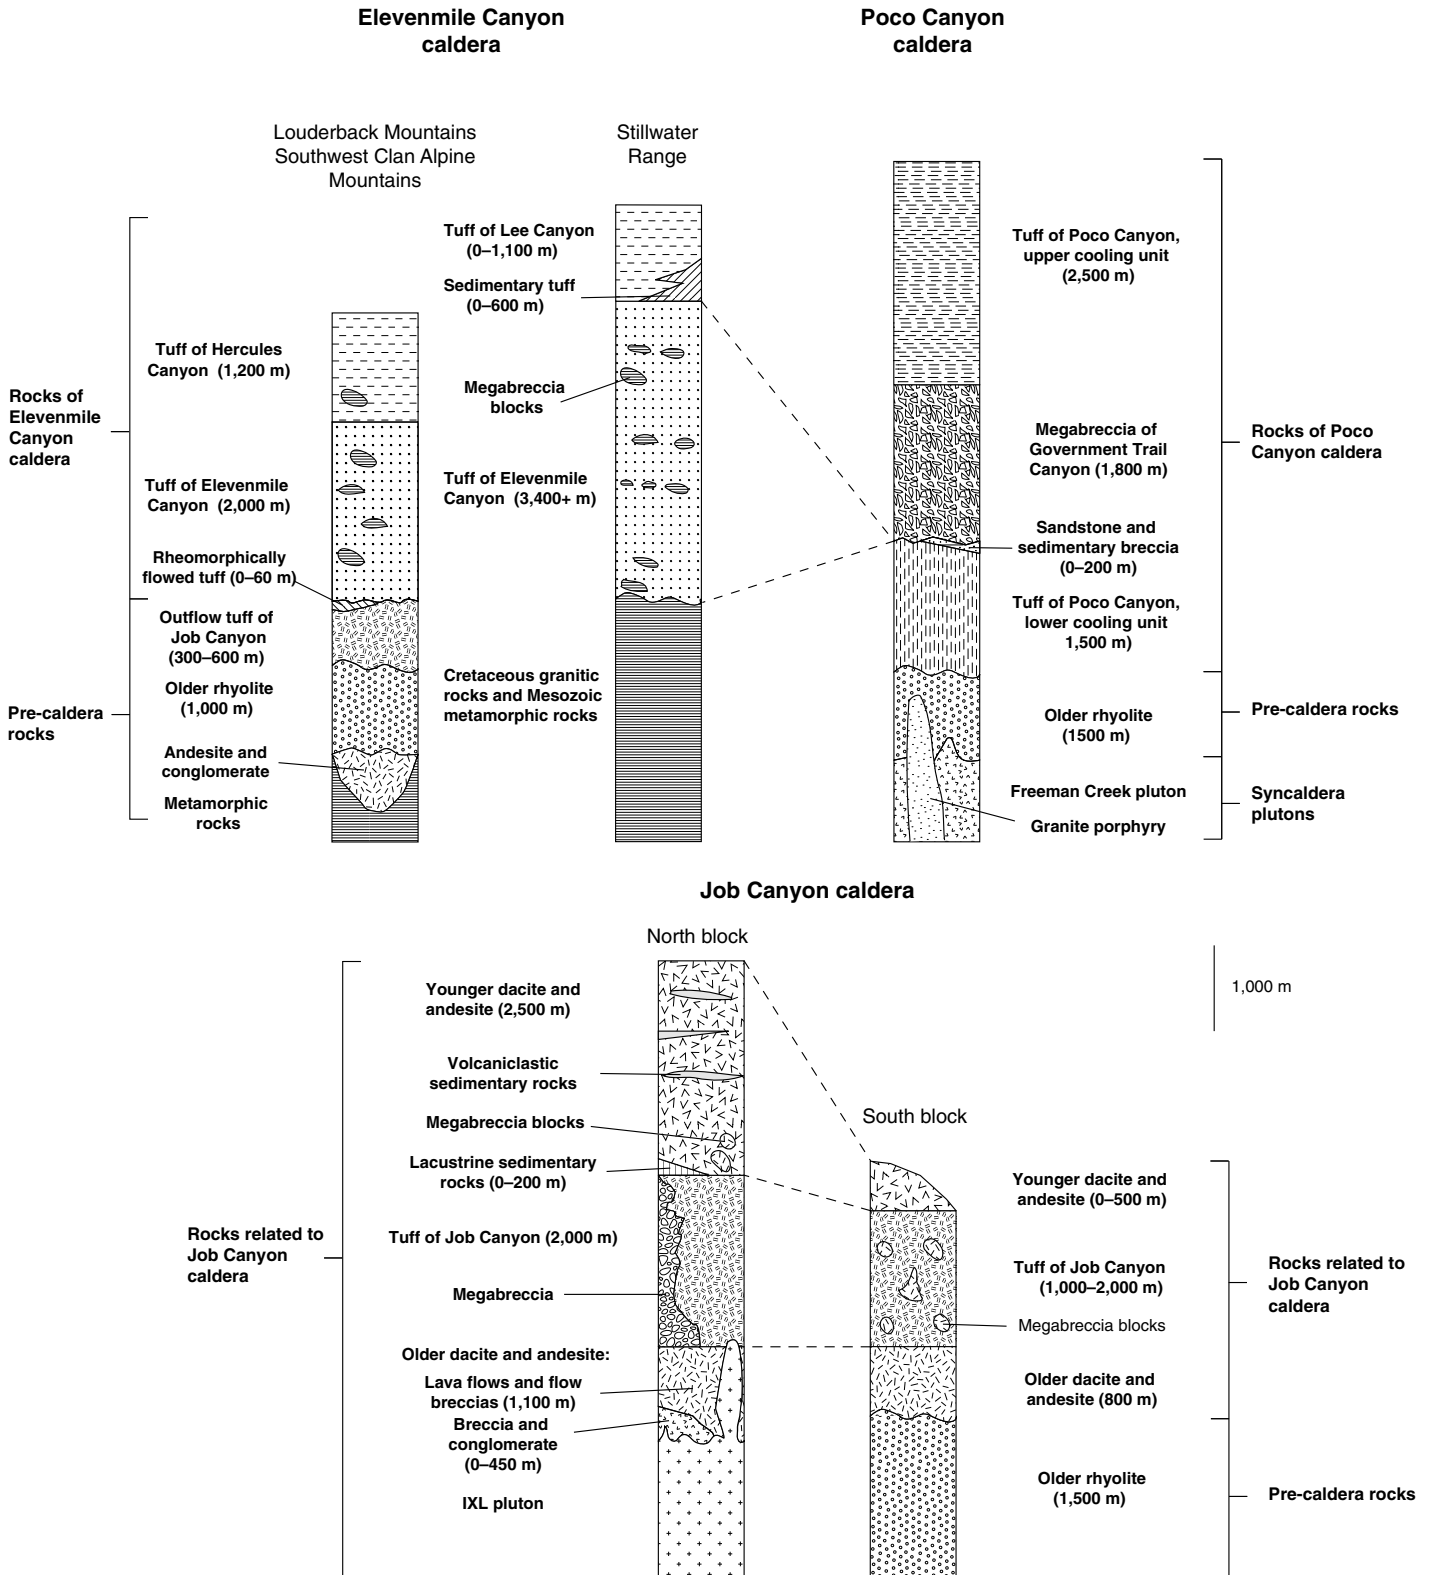 Elevenmile Canyon
caldera
Poco Canyon
caldera
Louderback Mountains
Southwest Clan Alpine
Mountains
Stillwater
Range
Rocks of
Elevenmile
Canyon
caldera
Pre-caldera
rocks
Tuff of Hercules
Canyon (1,200 m)
Tuff of Elevenmile
Canyon (2,000 m)
Rheomorphically
flowed tuff (0–60 m)
Outflow tuff of
Job Canyon
(300–600 m)
Older rhyolite
(1,000 m)
Andesite and
conglomerate
Metamorphic
rocks
Tuff of Lee Canyon
(0–1,100 m)
Sedimentary tuff
(0–600 m)
Megabreccia
blocks
Tuff of Elevenmile
Canyon (3,400+ m)
Cretaceous granitic
rocks and Mesozoic
metamorphic rocks
Tuff of Poco Canyon,
upper cooling unit
(2,500 m)
Megabreccia of
Government Trail
Canyon (1,800 m)
Sandstone and
sedimentary breccia
(0–200 m)
Tuff of Poco Canyon,
lower cooling unit
1,500 m)
Older rhyolite
(1500 m)
Freeman Creek pluton
Granite porphyry
Rocks of Poco
Canyon caldera
Pre-caldera rocks
Syncaldera
plutons
Job Canyon caldera
North block
Rocks related to
Job Canyon
caldera
Younger dacite and
andesite (2,500 m)
Volcaniclastic
sedimentary rocks
Megabreccia blocks
Lacustrine sedimentary
rocks (0–200 m)
Tuff of Job Canyon (2,000 m)
Megabreccia
Older dacite and andesite:
Lava flows and flow
breccias (1,100 m)
Breccia and
conglomerate
(0–450 m)
IXL pluton
1,000 m
South block
Younger dacite and
andesite (0–500 m)
Tuff of Job Canyon
(1,000–2,000 m)
Megabreccia blocks
Older dacite and
andesite (800 m)
Older rhyolite
(1,500 m)
Rocks related to
Job Canyon
caldera
Pre-caldera rocks